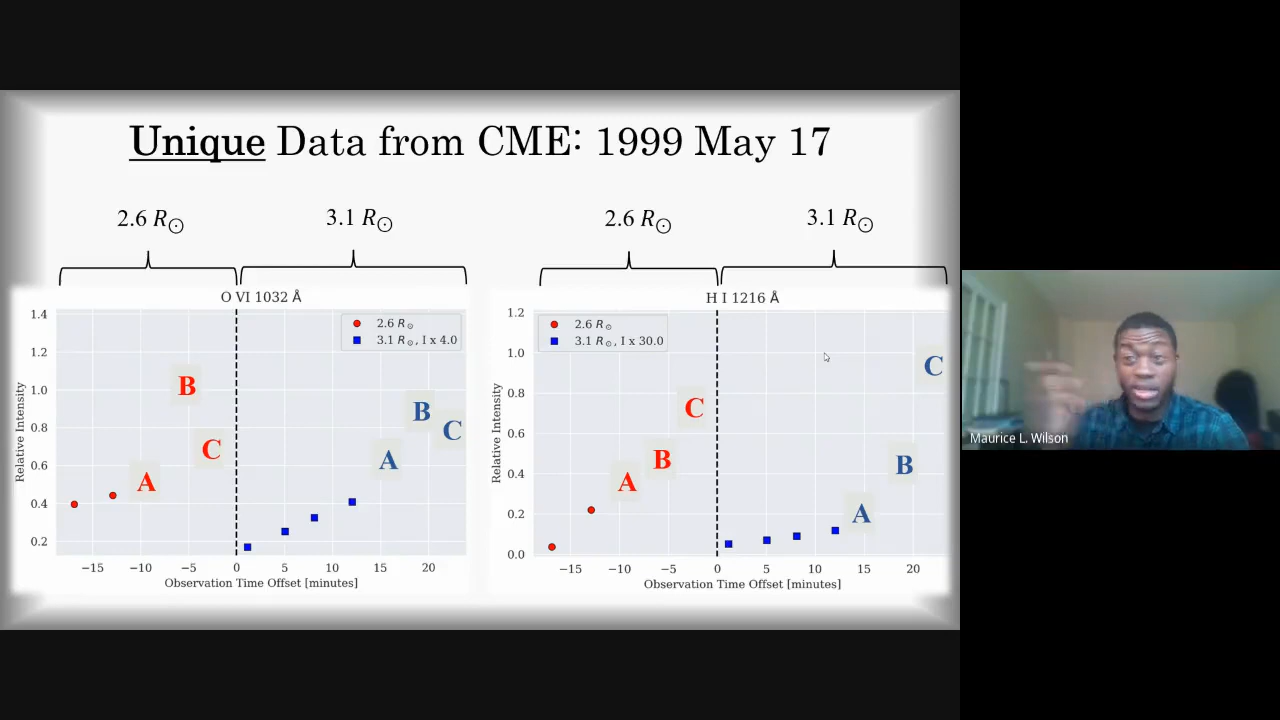 Unique Data from CME: 1999 May 17
2.6 R☉
3.1 R☉
2.6 R☉
3.1 R☉
O VI 1032 Å
1.4
1.2
1.0
0.8
0.6
0.4
0.2
Relative Intensity
2.6 R☉
3.1 R☉, I x 4.0
B
C
A
B
C
A
−15
−10
−5
0
5
10
15
20
Observation Time Offset [minutes]
H I 1216 Å
1.2
1.0
0.8
0.6
0.4
0.2
0.0
Relative Intensity
2.6 R☉
3.1 R☉, I x 30.0
C
B
A
C
B
A
−15
−10
−5
0
5
10
15
20
Observation Time Offset [minutes]
Maurice L. Wilson